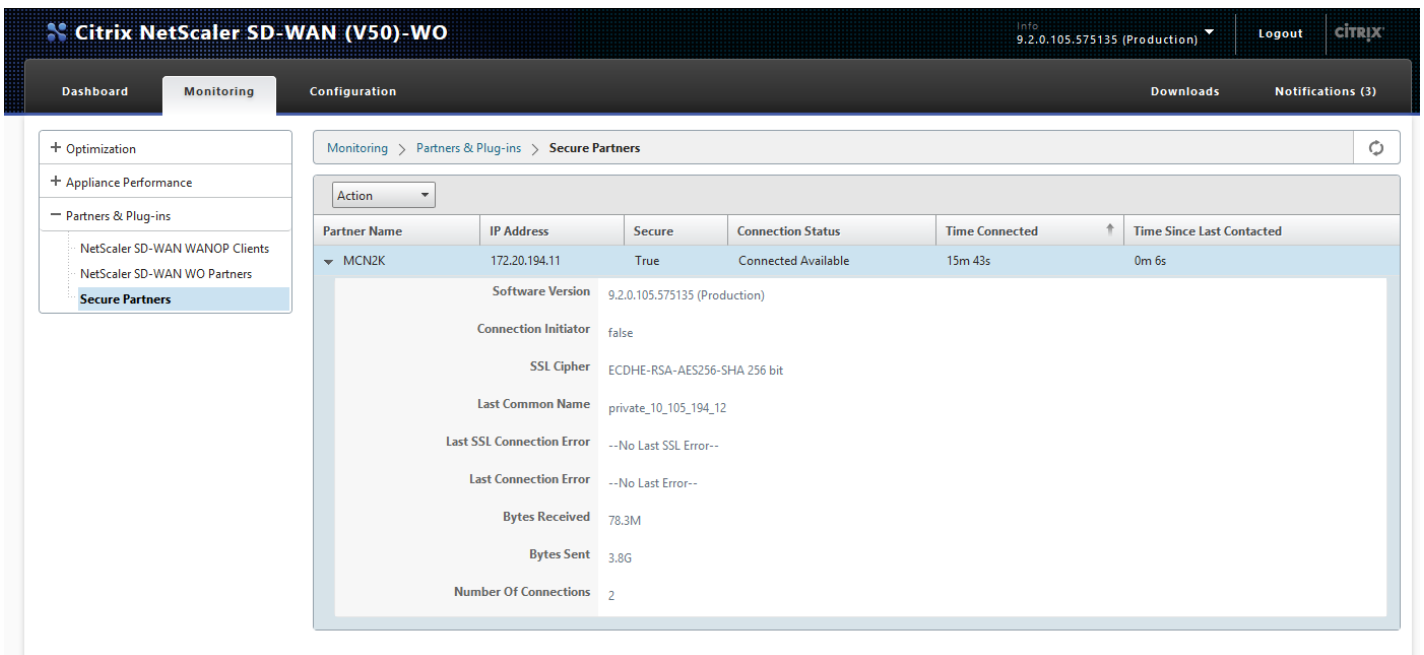 Citrix NetScaler SD-WAN (V50)-WO
Info
9.2.0.105.575135 (Production)
Logout
CİTRIX
Dashboard
Monitoring
Configuration
Downloads
Notifications (3)
+ Optimization
+ Appliance Performance
− Partners & Plug-ins
NetScaler SD-WAN WANOP Clients
NetScaler SD-WAN WO Partners
Secure Partners
Monitoring > Partners & Plug-ins > Secure Partners
Action
Partner Name IP Address Secure Connection Status Time Connected Time Since Last Contacted
MCN2K 172.20.194.11 True Connected Available 15m 43s 0m 6s
Software Version 9.2.0.105.575135 (Production)
Connection Initiator false
SSL Cipher ECDHE-RSA-AES256-SHA 256 bit
Last Common Name private_10_105_194_12
Last SSL Connection Error --No Last SSL Error--
Last Connection Error --No Last Error--
Bytes Received 78.3M
Bytes Sent 3.8G
Number Of Connections 2